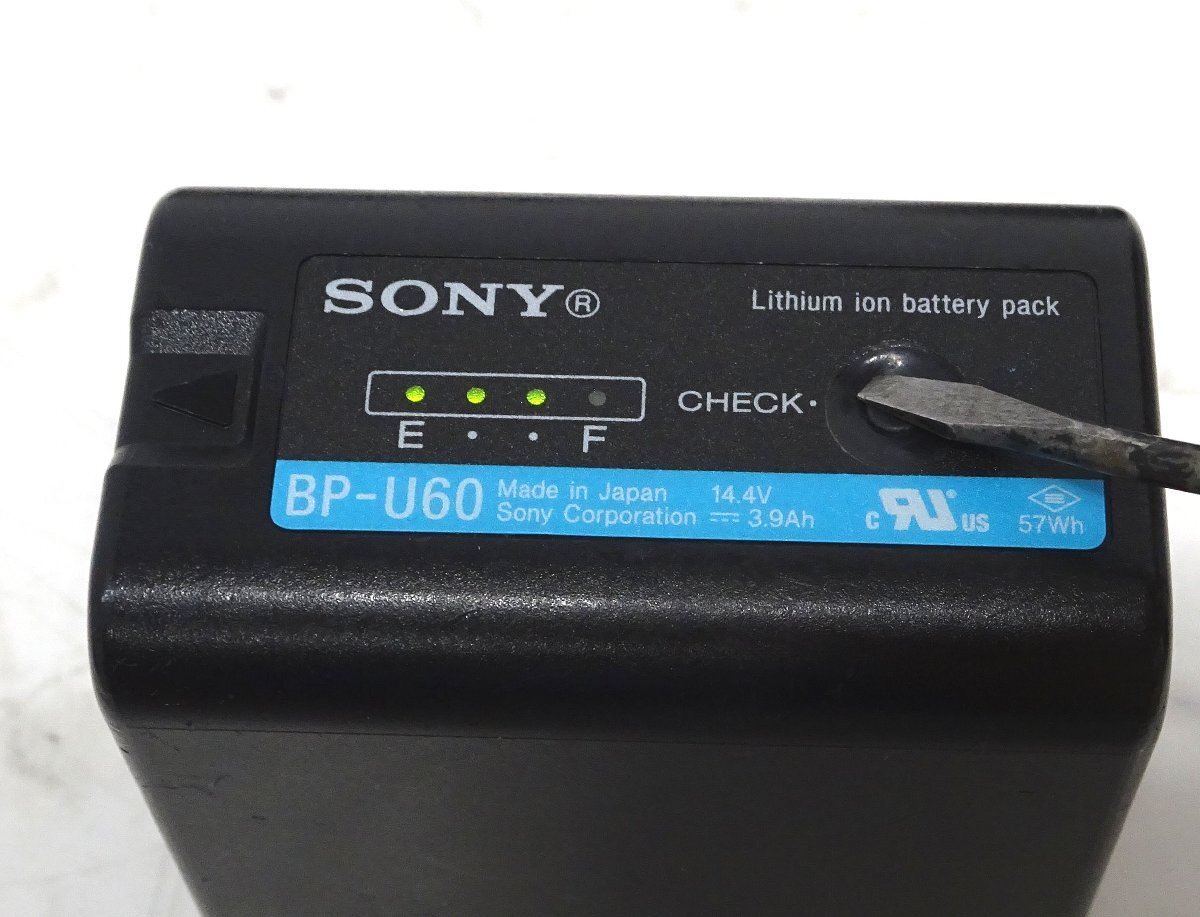 SONY®
Lithium ion battery pack
CHECK·
E · · F
BP-U60
Made in Japan
Sony Corporation
14.4V
⎓ 3.9Ah
c RU us
57Wh